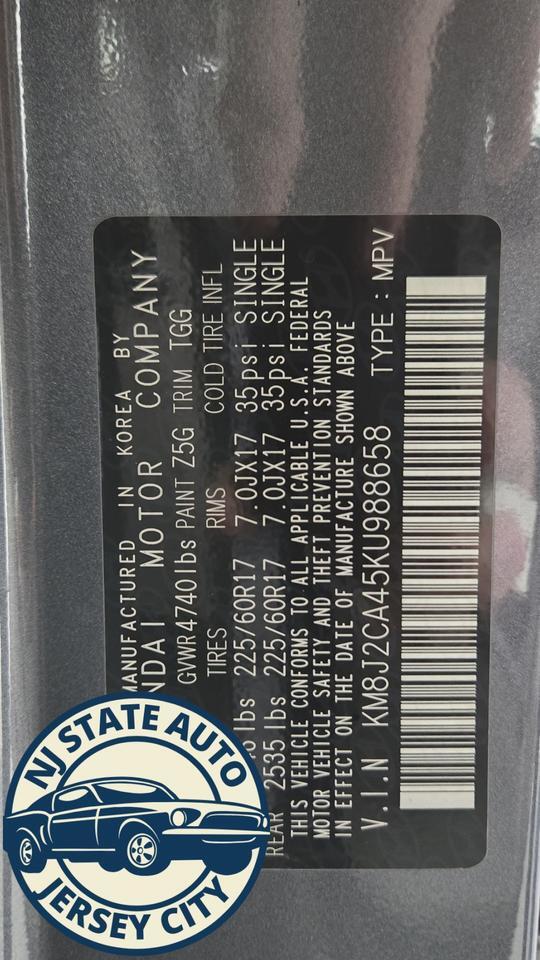 MANUFACTURED IN KOREA BY
NDAI MOTOR COMPANY
GVWR 4740lbs PAINT Z5G TRIM TGG
TIRES RIMS COLD TIRE INFL
lbs 225/60R17 7.0JX17 35psi SINGLE
REAR 2535 lbs 225/60R17 7.0JX17 35psi SINGLE
THIS VEHICLE CONFORMS TO ALL APPLICABLE U.S.A. FEDERAL
MOTOR VEHICLE SAFETY AND THEFT PREVENTION STANDARDS
IN EFFECT ON THE DATE OF MANUFACTURE SHOWN ABOVE
V.I.N KM8J2CA45KU988658 TYPE : MPV
NJ STATE AUTO
JERSEY CITY